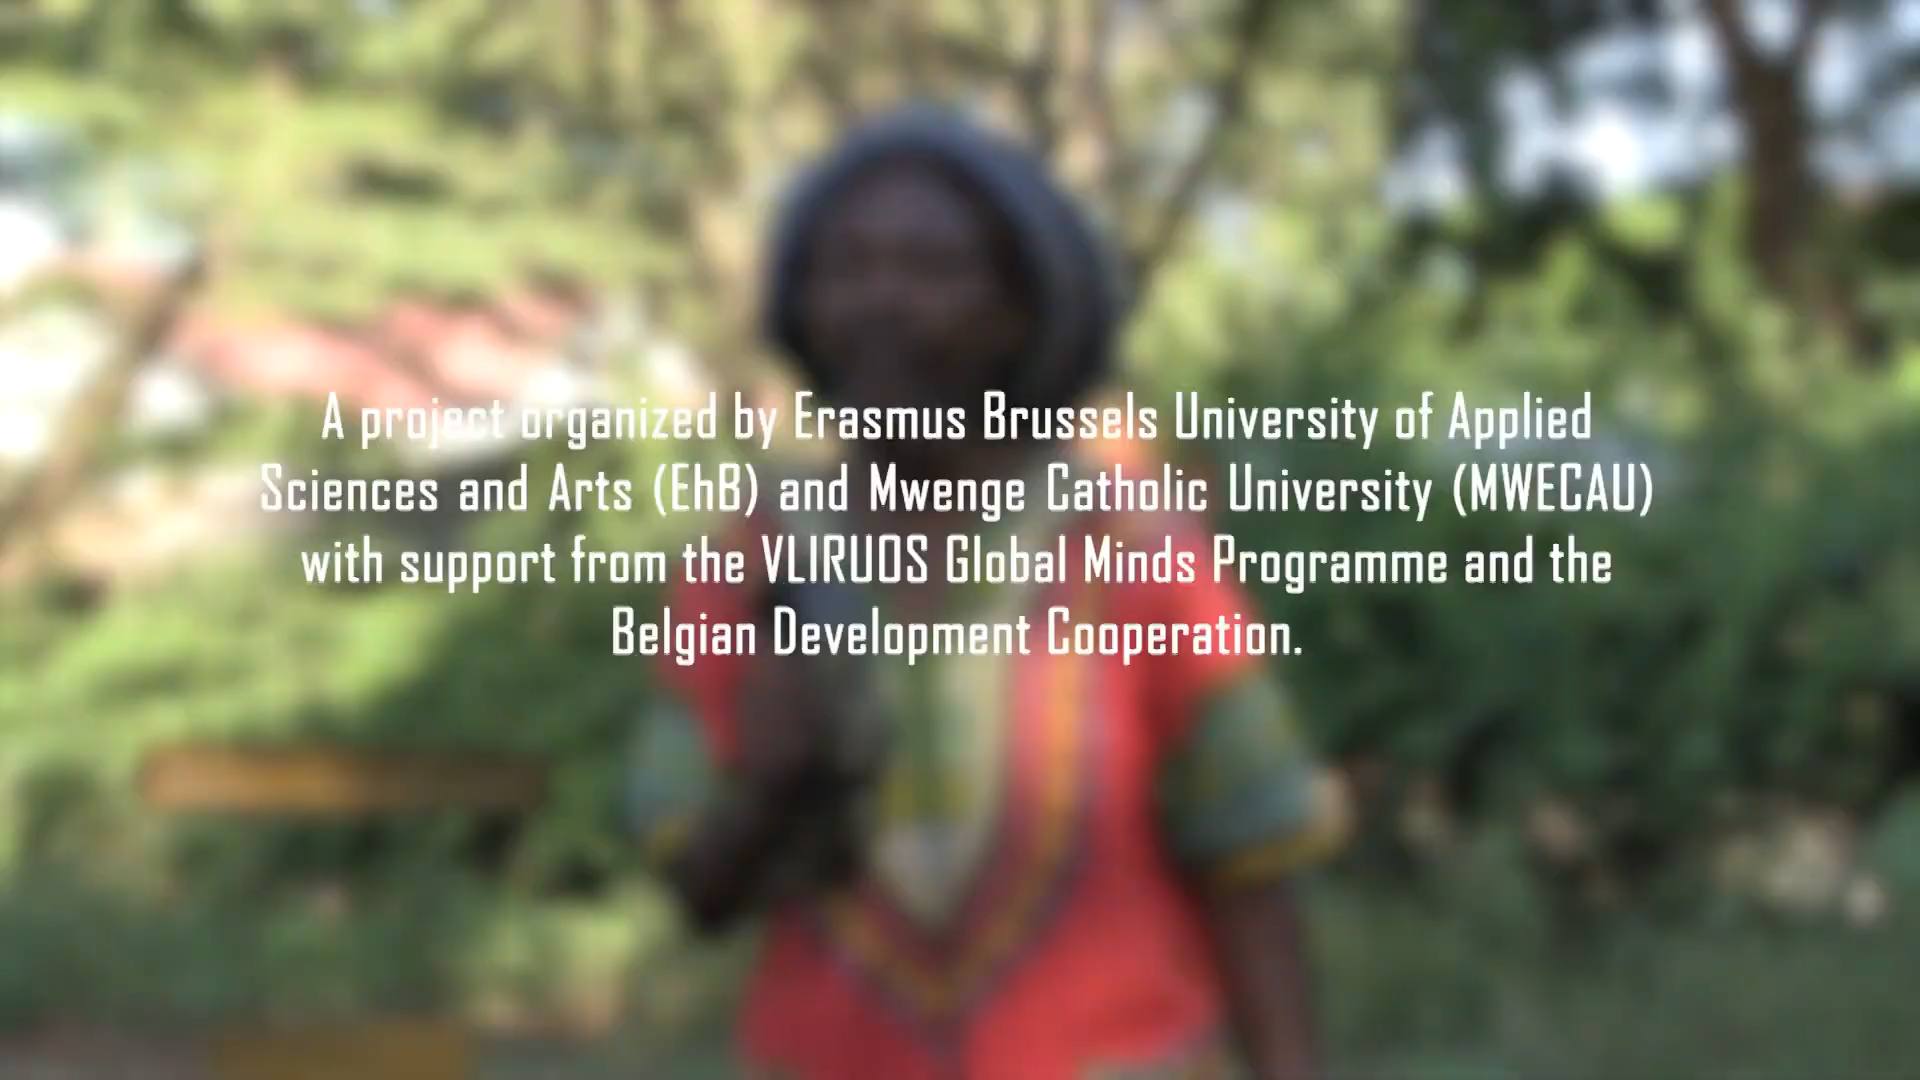 A project organized by Erasmus Brussels University of Applied
Sciences and Arts (EhB) and Mwenge Catholic University (MWECAU)
with support from the VLIRUOS Global Minds Programme and the
Belgian Development Cooperation.